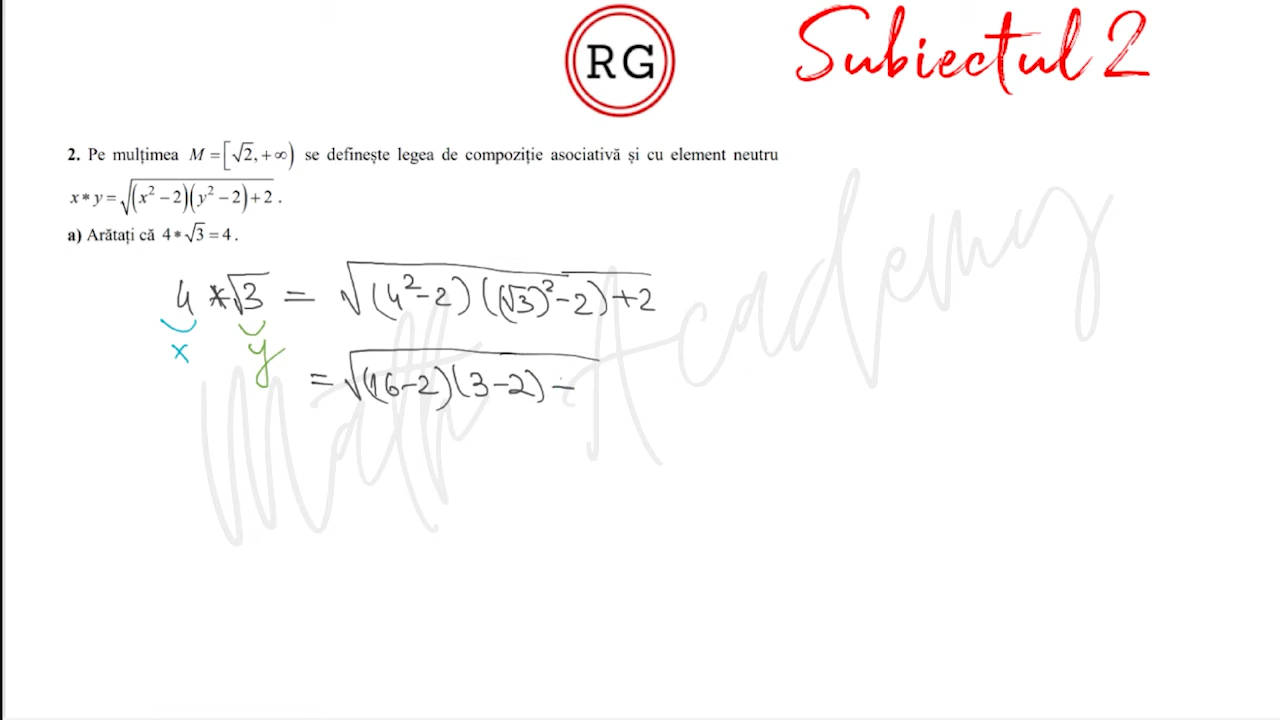 RG
Subiectul 2
2. Pe mulțimea M = [√2, +∞) se definește legea de compoziție asociativă și cu element neutru
x * y = √((x² − 2)(y² − 2) + 2) .
a) Arătați că 4 * √3 = 4 .
4 * √3 = √((4² − 2)((√3)² − 2) + 2)
x y
= √((16 − 2)(3 − 2) −
Math Academy